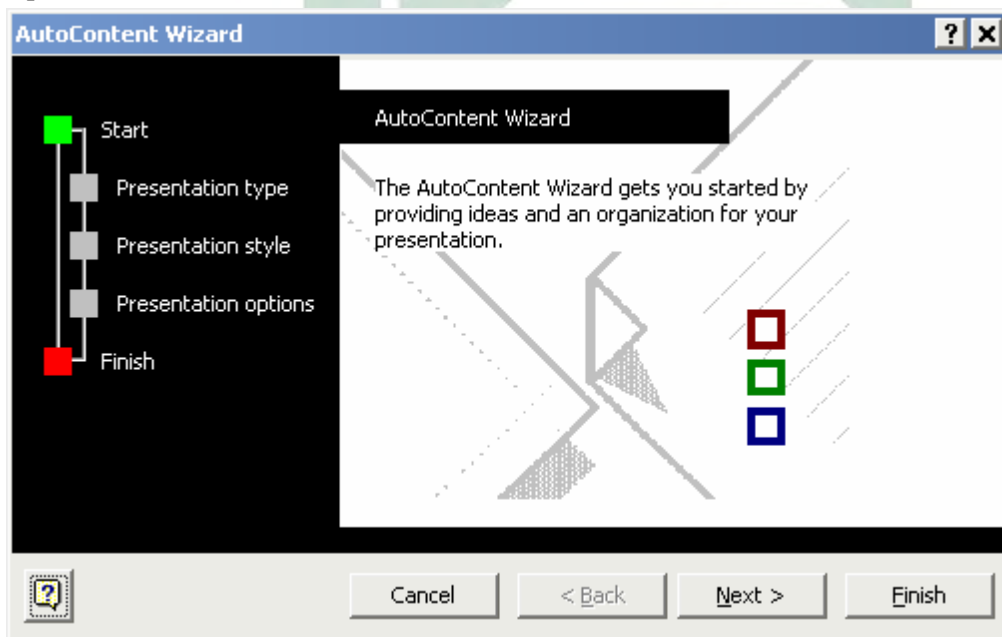 AutoContent Wizard
Start
Presentation type
Presentation style
Presentation options
Finish
AutoContent Wizard
The AutoContent Wizard gets you started by
providing ideas and an organization for your
presentation.
Cancel
< Back
Next >
Finish